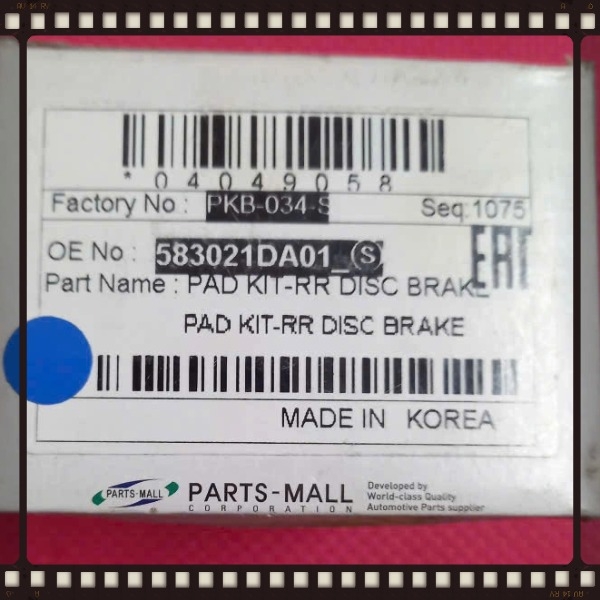 *04049058
Factory No : PKB-034-S Seq.1075
OE No : 583021DA01_Ⓢ
EAC
Part Name : PAD KIT-RR DISC BRAKE
PAD KIT-RR DISC BRAKE
MADE IN KOREA
PARTS-MALL PARTS-MALL
CORPORATION
Developed by
World-class Quality
Automotive Parts supplier